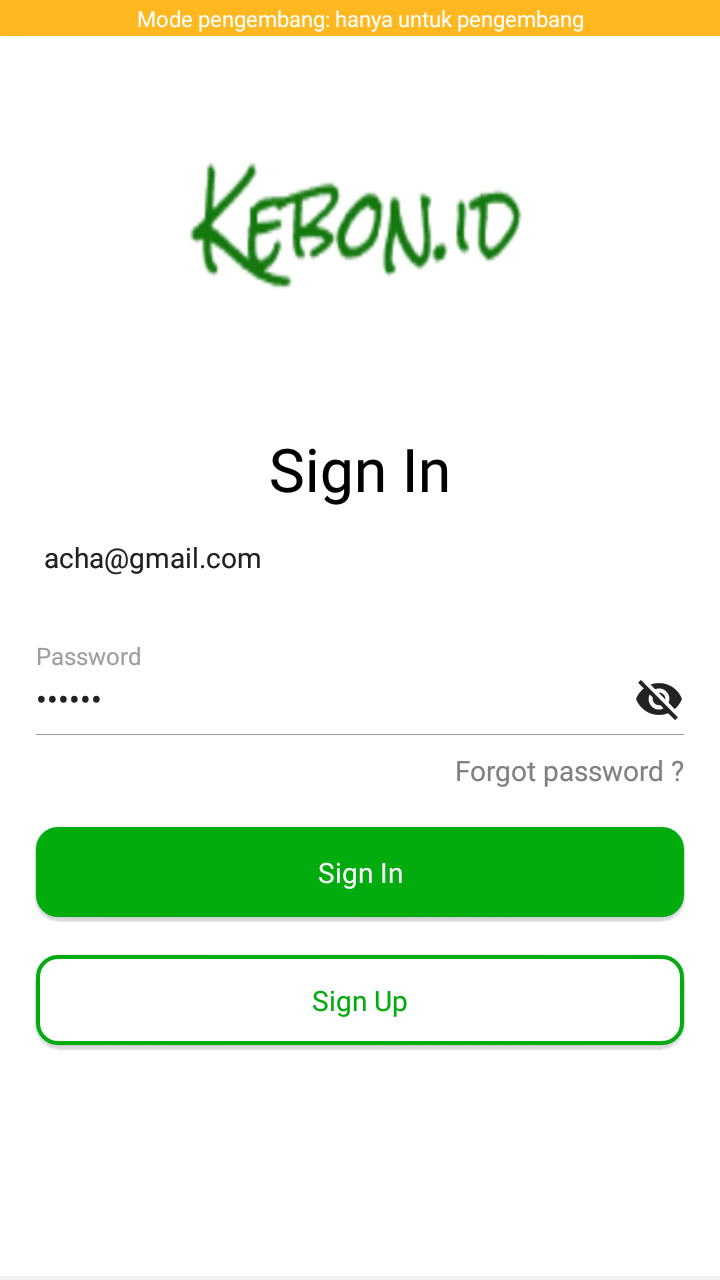 Mode pengembang: hanya untuk pengembang
KEBON.ID
Sign In
acha@gmail.com
Password
••••••
Forgot password ?
Sign In
Sign Up